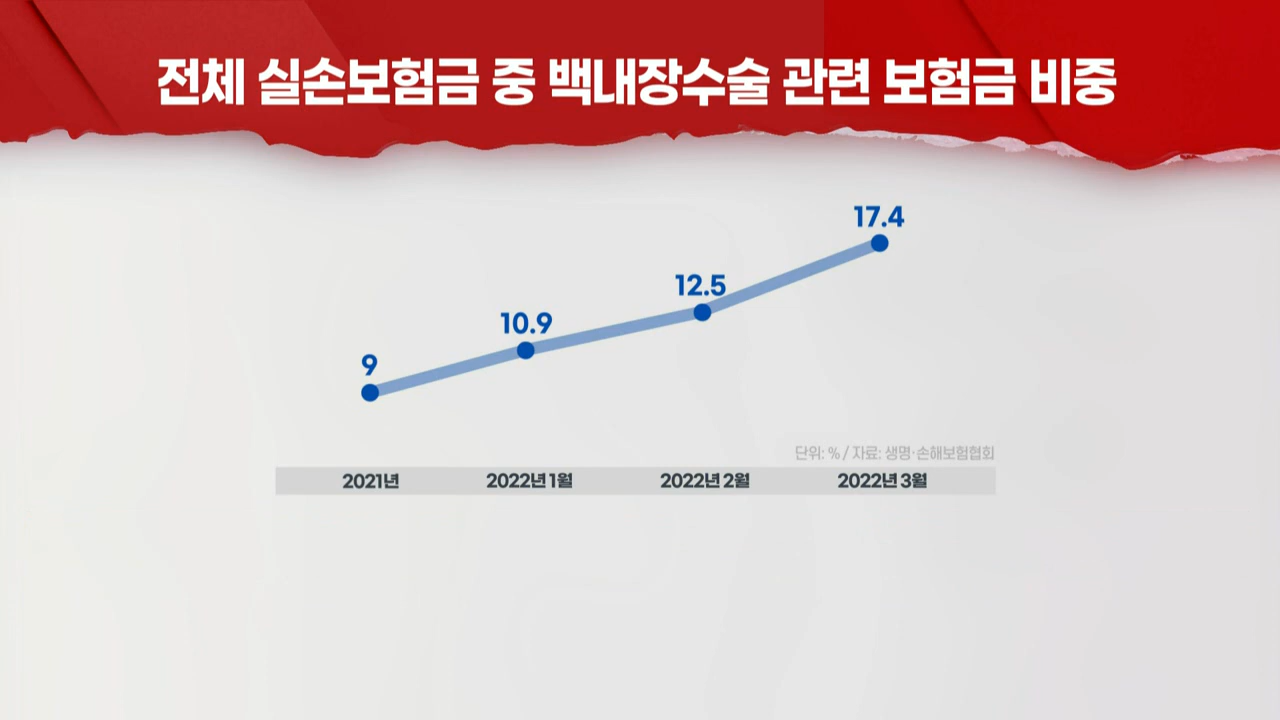 전체 실손보험금 중 백내장수술 관련 보험금 비중
17.4
12.5
10.9
9
단위: % / 자료: 생명·손해보험협회
2021년 2022년 1월 2022년 2월 2022년 3월